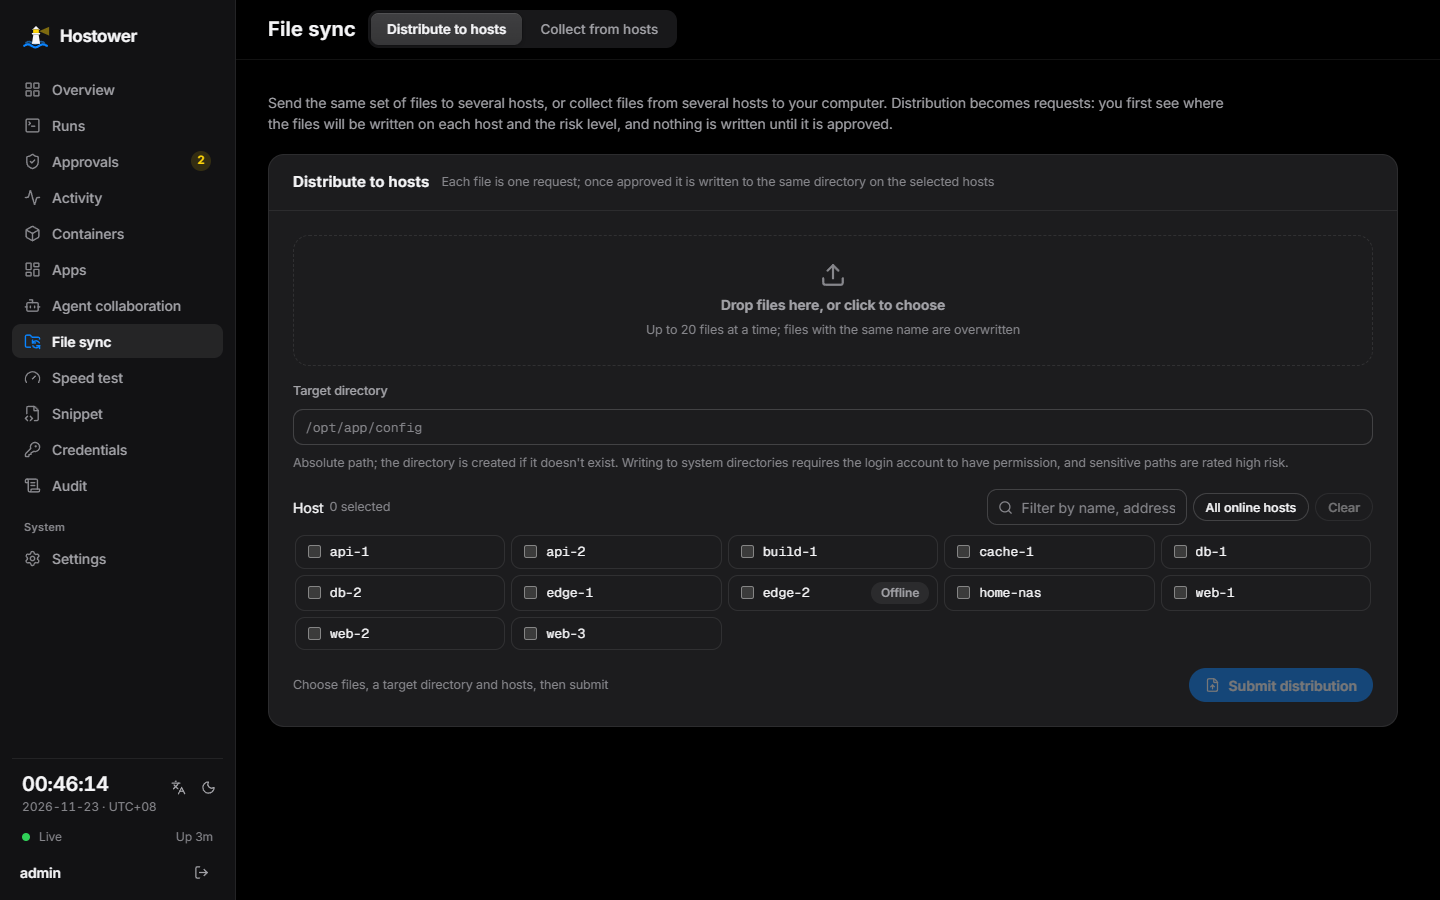 Hostower
Overview
Runs
Approvals 2
Activity
Containers
Apps
Agent collaboration
File sync
Speed test
Snippet
Credentials
Audit
System
Settings
00:46:14
2026-11-23 · UTC+08
Live Up 3m
admin
File sync Distribute to hosts Collect from hosts
Send the same set of files to several hosts, or collect files from several hosts to your computer. Distribution becomes requests: you first see where
the files will be written on each host and the risk level, and nothing is written until it is approved.
Distribute to hosts Each file is one request; once approved it is written to the same directory on the selected hosts
Drop files here, or click to choose
Up to 20 files at a time; files with the same name are overwritten
Target directory
/opt/app/config
Absolute path; the directory is created if it doesn't exist. Writing to system directories requires the login account to have permission, and sensitive paths are rated high risk.
Host 0 selected Filter by name, address All online hosts Clear
api-1 api-2 build-1 cache-1 db-1
db-2 edge-1 edge-2 Offline home-nas web-1
web-2 web-3
Choose files, a target directory and hosts, then submit Submit distribution